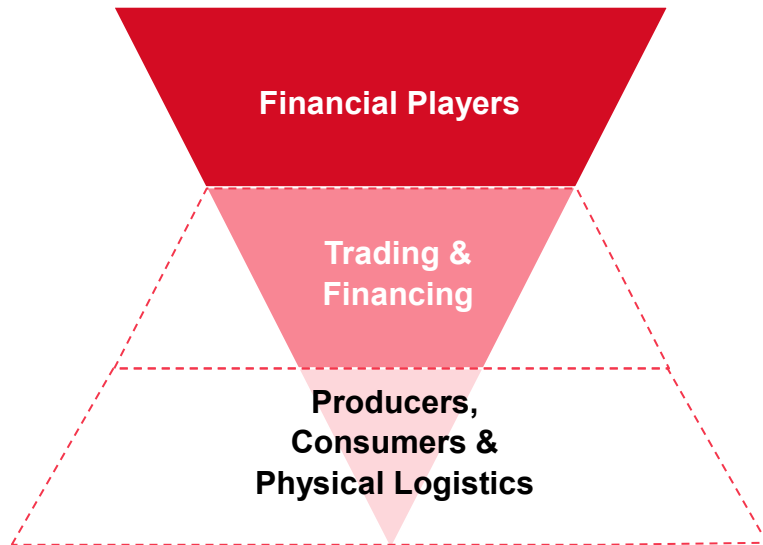 Financial Players
Trading &
Financing
Producers,
Consumers &
Physical Logistics